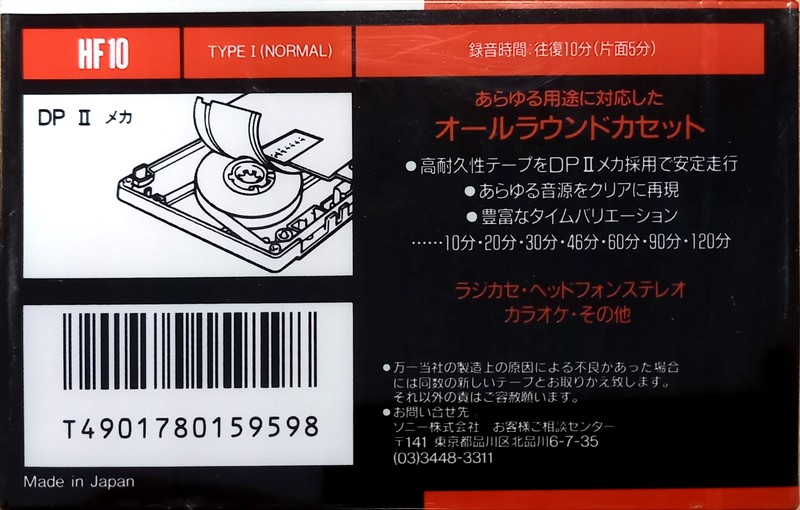 HF10
TYPE I (NORMAL)
録音時間:往復10分(片面5分)
DP II メカ
あらゆる用途に対応した
オールラウンドカセット
●高耐久性テープをDPⅡメカ採用で安定走行
●あらゆる音源をクリアに再現
●豊富なタイムバリエーション
……10分・20分・30分・46分・60分・90分・120分
ラジカセ・ヘッドフォンステレオ
カラオケ・その他
●万一当社の製造上の原因による不良があった場合
には同数の新しいテープとお取りかえ致します。
それ以外の責はご容赦願います。
●お問い合せ先
ソニー株式会社 お客様ご相談センター
〒141 東京都品川区北品川6-7-35
(03)3448-3311
T4901780159598
Made in Japan